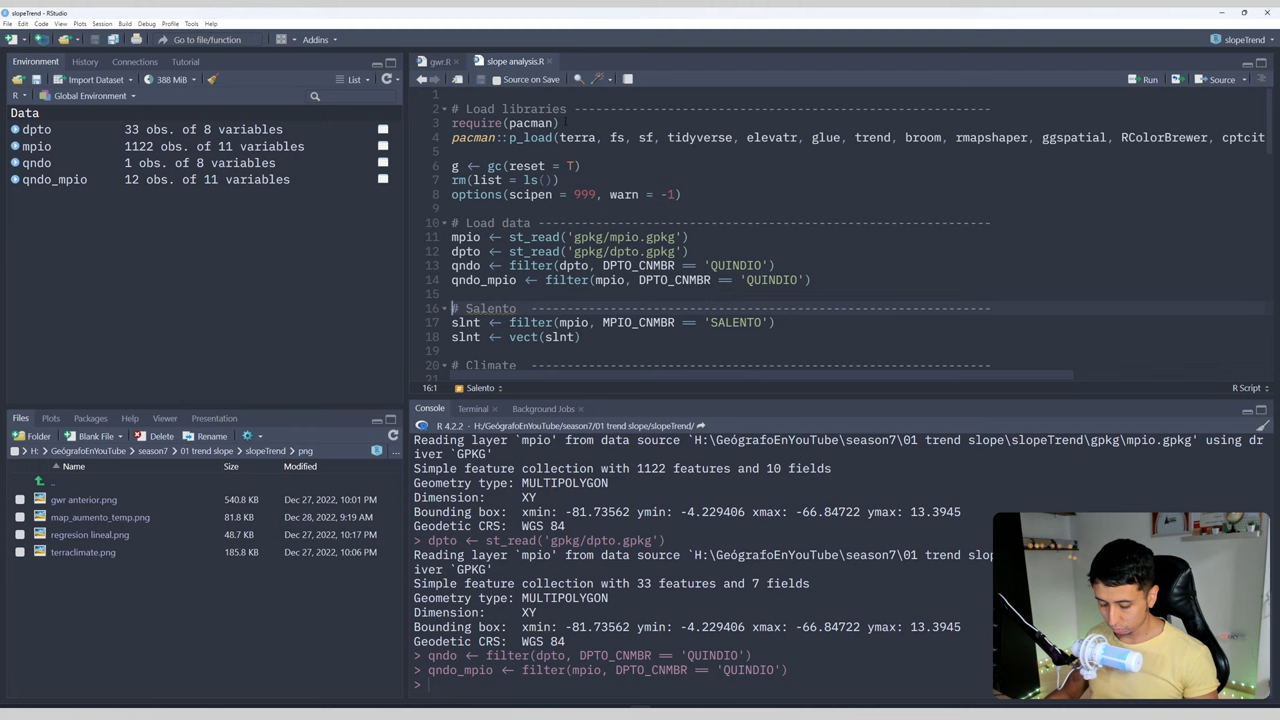 slopeTrend - RStudio
File Edit Code View Plots Session Build Debug Profile Tools Help
Go to file/function Addins slopeTrend
Environment History Connections Tutorial
Import Dataset 388 MiB List
R Global Environment
Data
dpto 33 obs. of 8 variables
mpio 1122 obs. of 11 variables
qndo 1 obs. of 8 variables
qndo_mpio 12 obs. of 11 variables
gwr.R slope analysis.R
Source on Save Run Source
1
2 # Load libraries ----------------------------------------------------------
3 require(pacman)
4 pacman::p_load(terra, fs, sf, tidyverse, elevatr, glue, trend, broom, rmapshaper, ggspatial, RColorBrewer, cptcit
5
6 g ← gc(reset = T)
7 rm(list = ls())
8 options(scipen = 999, warn = -1)
9
10 # Load data ---------------------------------------------------------------
11 mpio ← st_read('gpkg/mpio.gpkg')
12 dpto ← st_read('gpkg/dpto.gpkg')
13 qndo ← filter(dpto, DPTO_CNMBR == 'QUINDIO')
14 qndo_mpio ← filter(mpio, DPTO_CNMBR == 'QUINDIO')
15
16 # Salento ----------------------------------------------------------------
17 slnt ← filter(mpio, MPIO_CNMBR == 'SALENTO')
18 slnt ← vect(slnt)
19
20 # Climate ----------------------------------------------------------------
21
16:1 Salento R Script
Files Plots Packages Help Viewer Presentation
Folder Blank File Delete Rename
H: GeógrafoEnYouTube season7 01 trend slope slopeTrend png
Name Size Modified
..
gwr anterior.png 540.8 KB Dec 27, 2022, 10:01 PM
map_aumento_temp.png 81.8 KB Dec 28, 2022, 9:19 AM
regresion lineal.png 48.7 KB Dec 27, 2022, 10:17 PM
terraclimate.png 185.8 KB Dec 27, 2022, 10:06 PM
Console Terminal Background Jobs
R 4.2.2 · H:/GeógrafoEnYouTube/season7/01 trend slope/slopeTrend/
Reading layer `mpio' from data source `H:\GeógrafoEnYouTube\season7\01 trend slope\slopeTrend\gpkg\mpio.gpkg' using dr
iver `GPKG'
Simple feature collection with 1122 features and 10 fields
Geometry type: MULTIPOLYGON
Dimension: XY
Bounding box: xmin: -81.73562 ymin: -4.229406 xmax: -66.84722 ymax: 13.3945
Geodetic CRS: WGS 84
> dpto ← st_read('gpkg/dpto.gpkg')
Reading layer `dpto' from data source `H:\GeógrafoEnYouTube\season7\01 trend slop
iver `GPKG'
Simple feature collection with 33 features and 7 fields
Geometry type: MULTIPOLYGON
Dimension: XY
Bounding box: xmin: -81.73562 ymin: -4.229406 xmax: -66.84722 ymax: 13.3945
Geodetic CRS: WGS 84
> qndo ← filter(dpto, DPTO_CNMBR == 'QUINDIO')
> qndo_mpio ← filter(mpio, DPTO_CNMBR == 'QUINDIO')
>